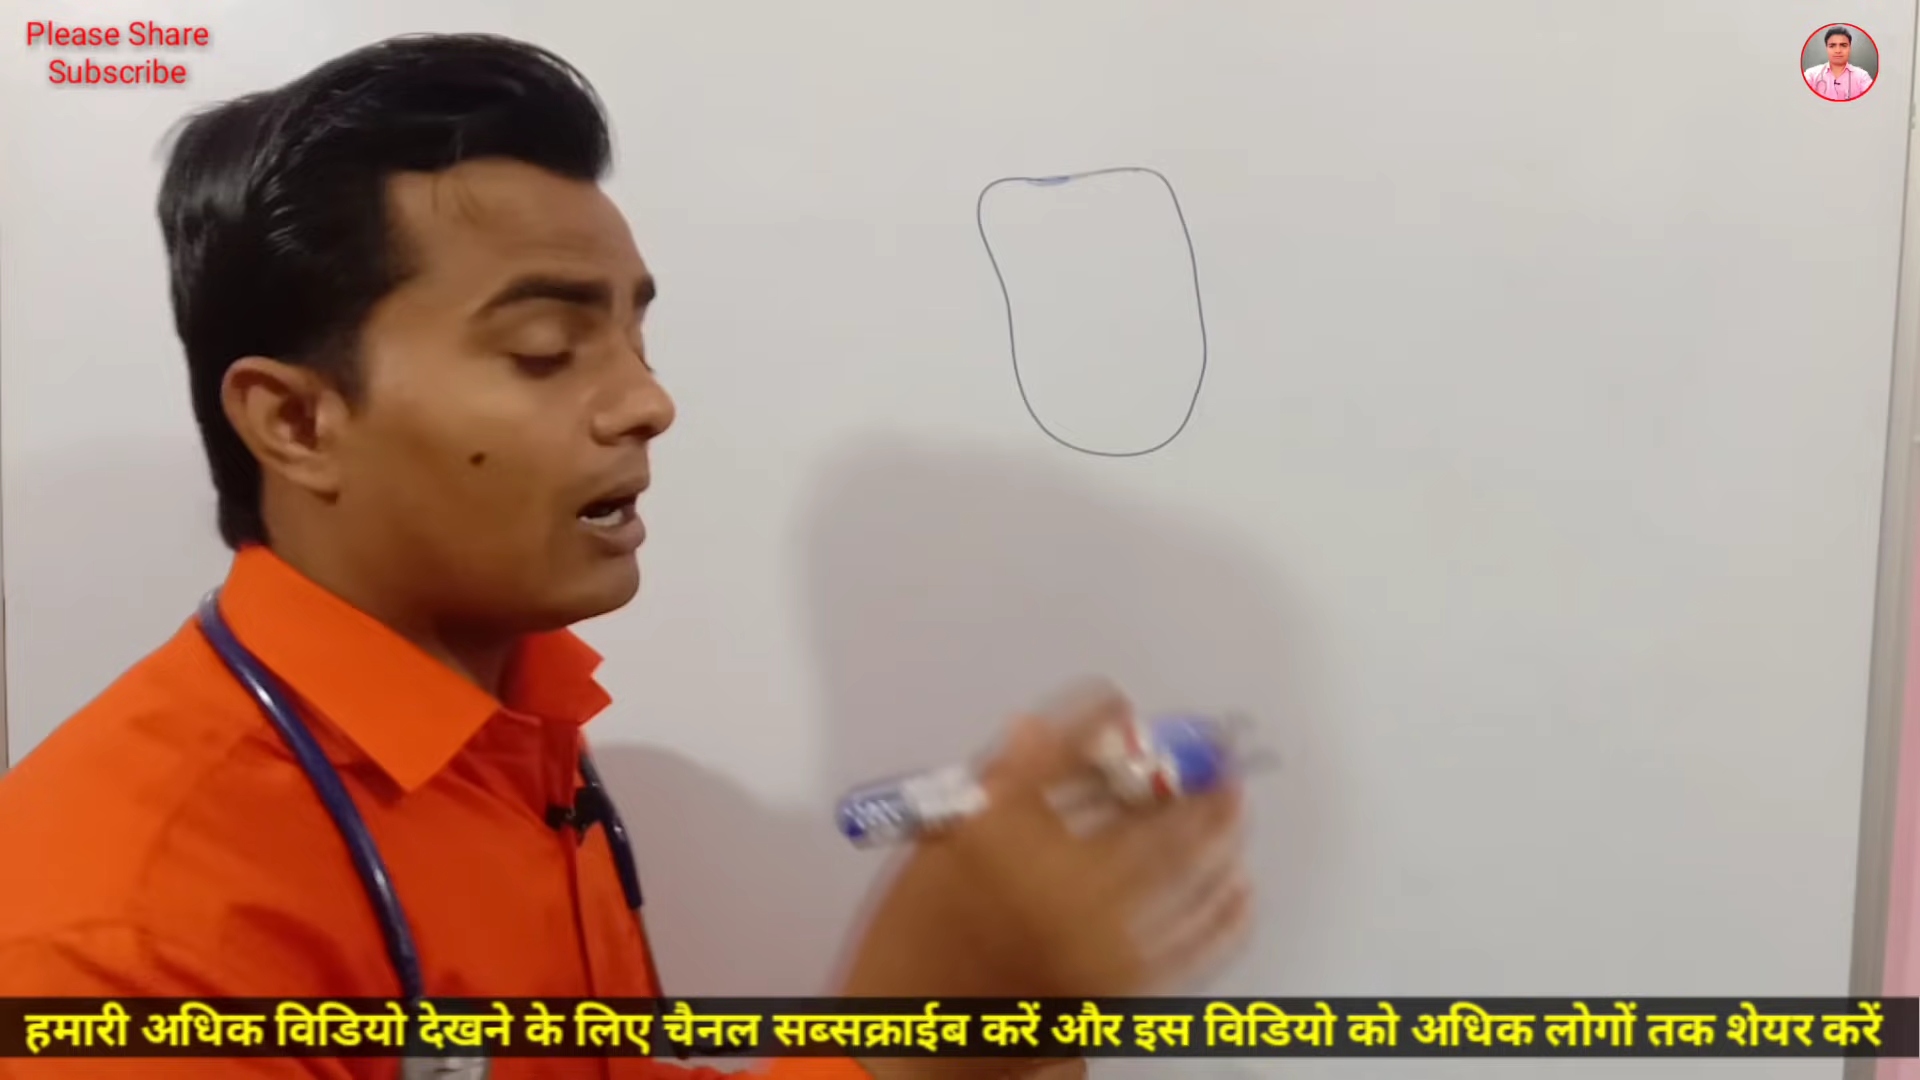 Please Share
Subscribe
हमारी अधिक विडियो देखने के लिए चैनल सब्सक्राईब करें और इस विडियो को अधिक लोगों तक शेयर करें